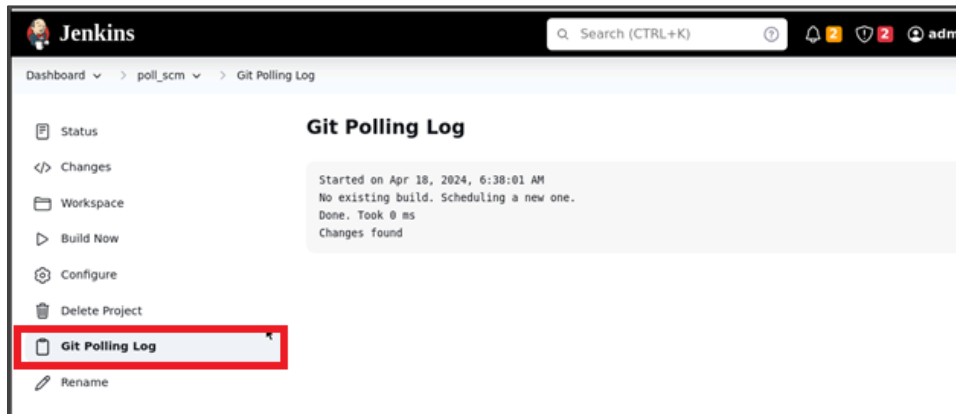 Jenkins
Search (CTRL+K)
2
2
adm
Dashboard > poll_scm > Git Polling Log
Status
Changes
Workspace
Build Now
Configure
Delete Project
Git Polling Log
Rename
Git Polling Log
Started on Apr 18, 2024, 6:38:01 AM
No existing build. Scheduling a new one.
Done. Took 0 ms
Changes found